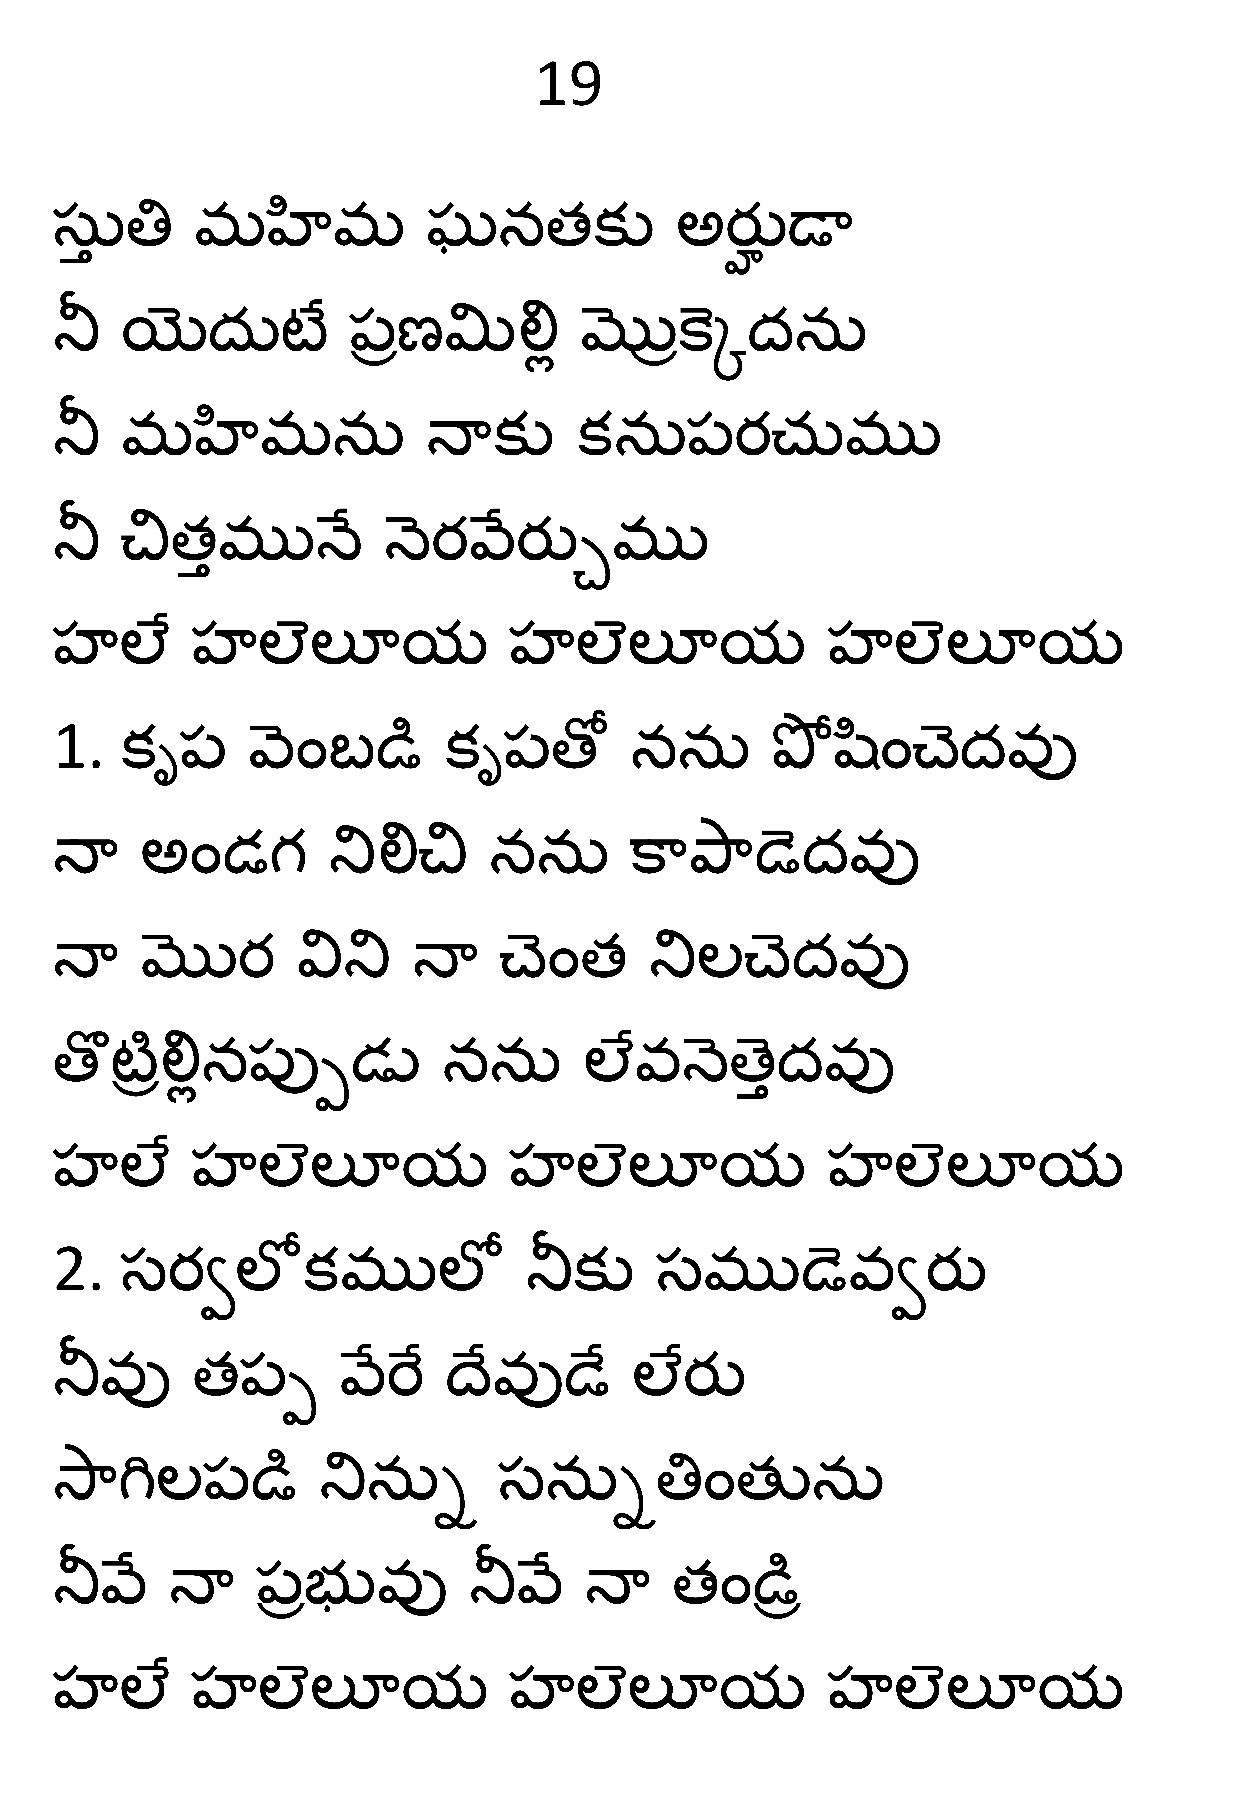 19
స్తుతి మహిమ ఘనతకు అర్హుడా
నీ యెదుటే ప్రణమిల్లి మ్రొక్కెదను
నీ మహిమను నాకు కనుపరచుము
నీ చిత్తమునే నెరవేర్చుము
హలే హలెలూయ హలెలూయ హలెలూయ
1. కృప వెంబడి కృపతో నను పోషించెదవు
నా అండగ నిలిచి నను కాపాడెదవు
నా మొర విని నా చెంత నిలచెదవు
తొట్రిల్లినప్పుడు నను లేవనెత్తెదవు
హలే హలెలూయ హలెలూయ హలెలూయ
2. సర్వలోకములో నీకు సముడెవ్వరు
నీవు తప్ప వేరే దేవుడే లేరు
సాగిలపడి నిన్ను సన్నుతింతును
నీవే నా ప్రభువు నీవే నా తండ్రి
హలే హలెలూయ హలెలూయ హలెలూయ